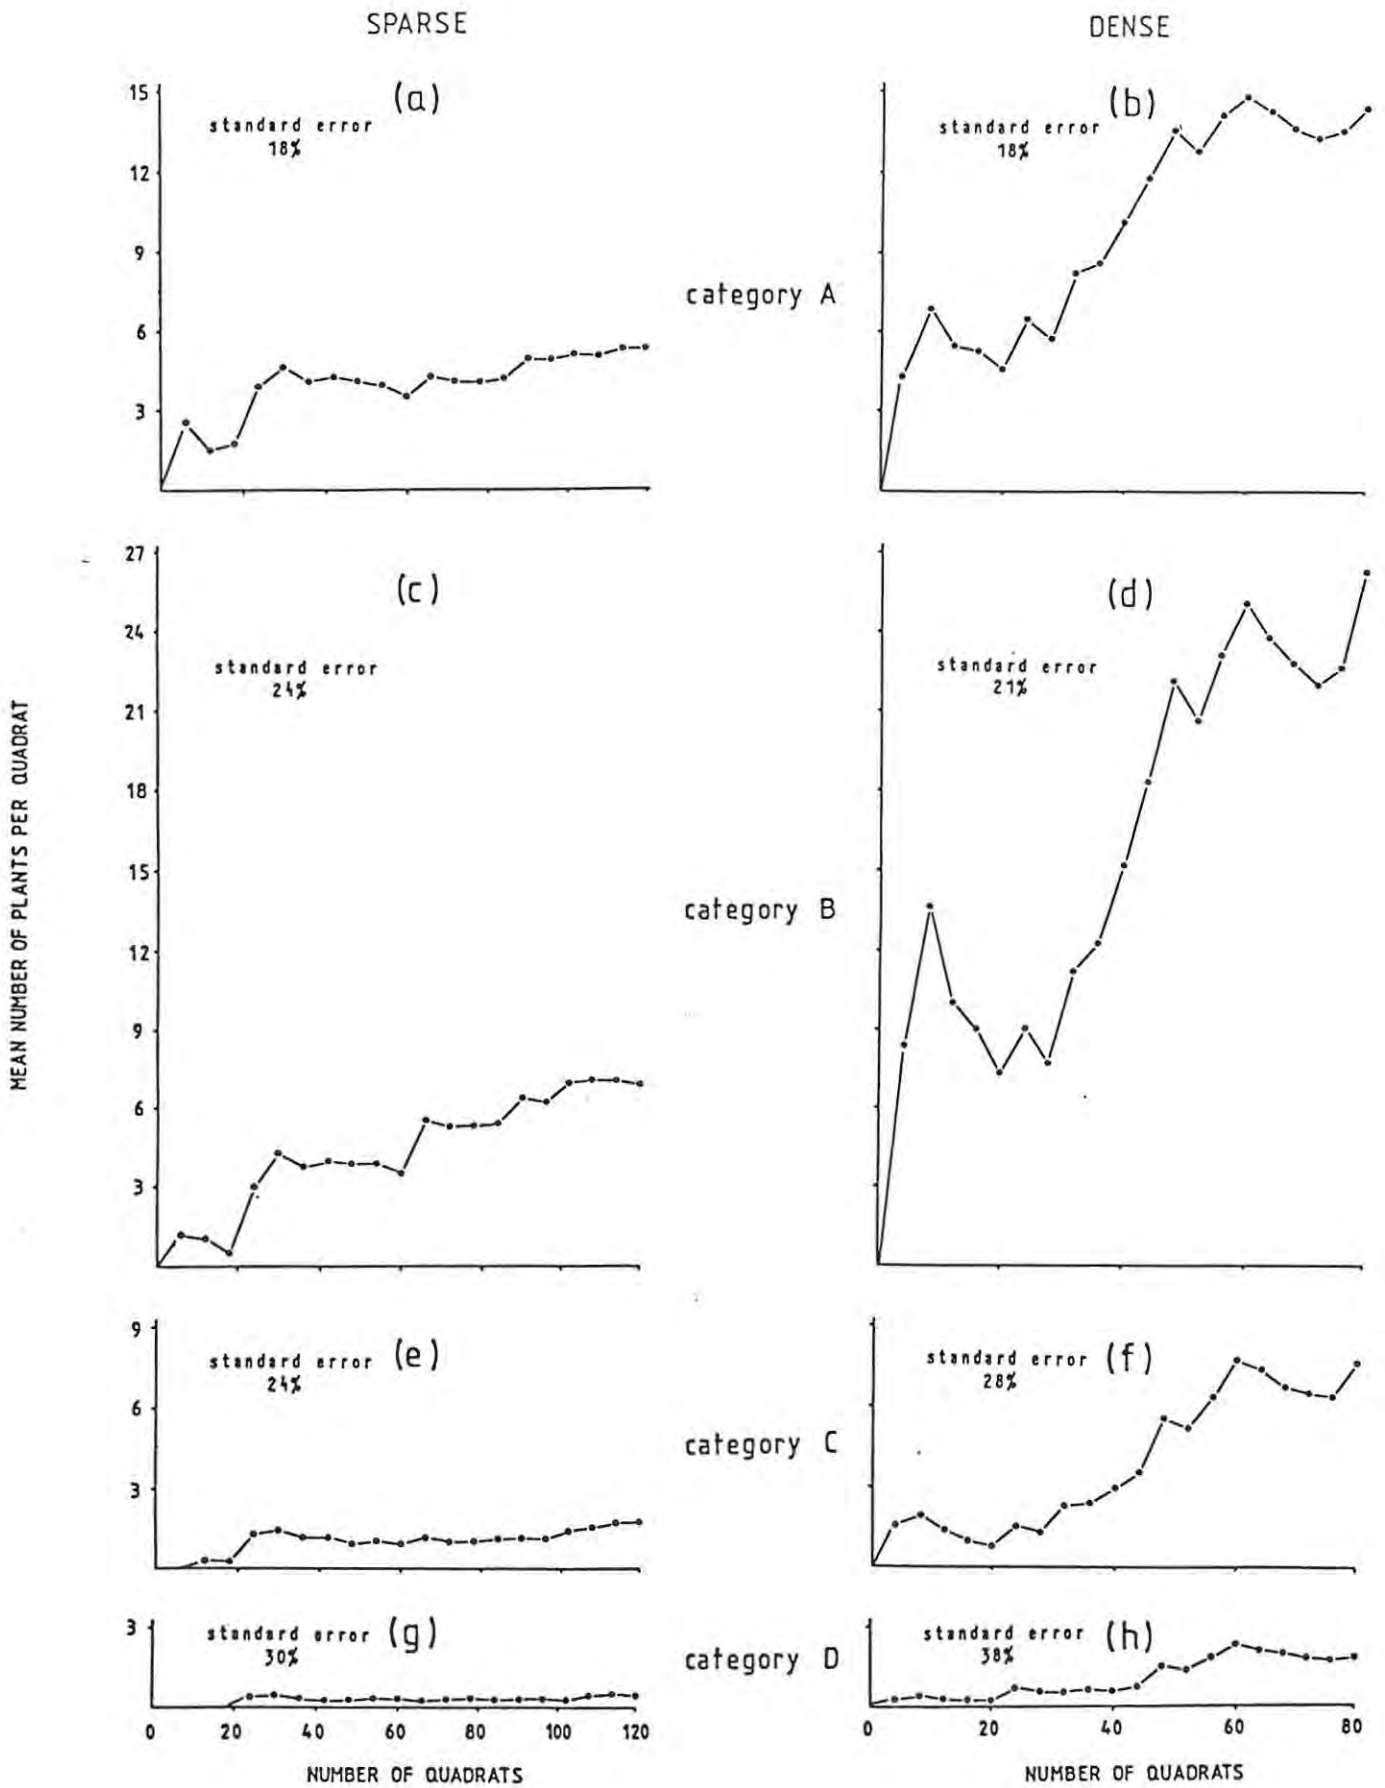 SPARSE
DENSE
(a)
standard error
18%
15
12
9
6
3
(b)
standard error
18%
category A
(c)
standard error
24%
27
24
21
18
15
12
9
6
3
(d)
standard error
21%
category B
MEAN NUMBER OF PLANTS PER QUADRAT
(e)
standard error
24%
9
6
3
(f)
standard error
28%
category C
(g)
standard error
30%
3
(h)
standard error
38%
category D
0 20 40 60 80 100 120
0 20 40 60 80
NUMBER OF QUADRATS
NUMBER OF QUADRATS